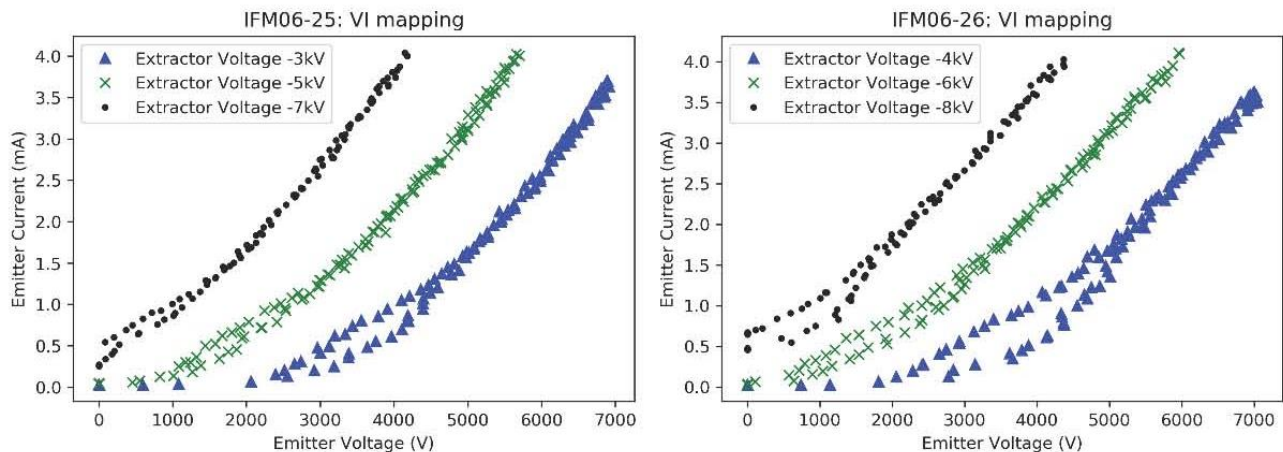 IFM06-25: VI mapping
Extractor Voltage -3kV
Extractor Voltage -5kV
Extractor Voltage -7kV
Emitter Current (mA)
4.0
3.5
3.0
2.5
2.0
1.5
1.0
0.5
0.0
0 1000 2000 3000 4000 5000 6000 7000
Emitter Voltage (V)
IFM06-26: VI mapping
Extractor Voltage -4kV
Extractor Voltage -6kV
Extractor Voltage -8kV
Emitter Current (mA)
4.0
3.5
3.0
2.5
2.0
1.5
1.0
0.5
0.0
0 1000 2000 3000 4000 5000 6000 7000
Emitter Voltage (V)